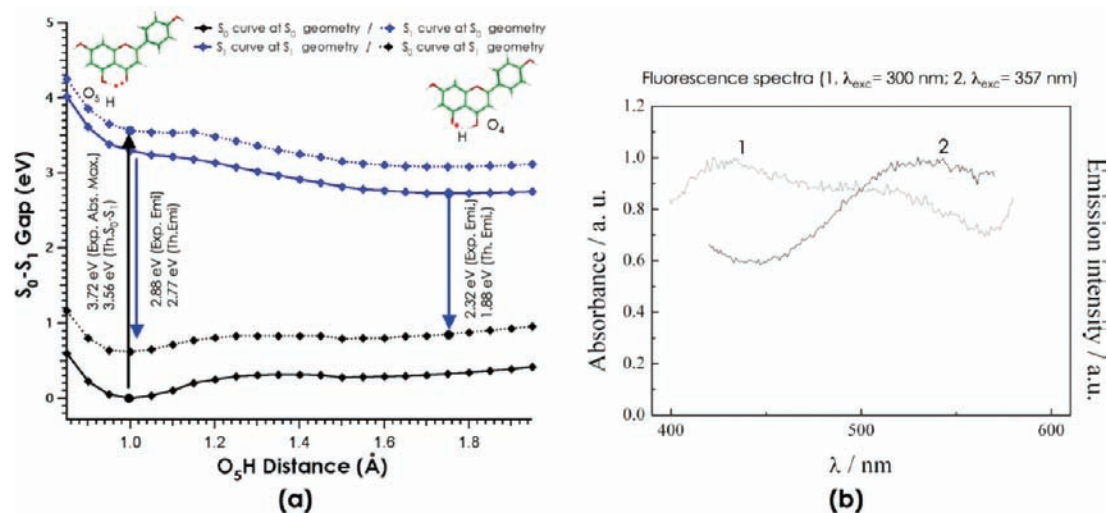 S0 curve at S0 geometry / S1 curve at S0 geometry
S1 curve at S1 geometry / S0 curve at S1 geometry
O5 H
H O4
S0-S1 Gap (eV)
5
4
3
2
1
0
3.72 eV (Exp. Abs. Max.)
3.56 eV (Th.S0-S1)
2.88 eV (Exp. Emi)
2.77 eV (Th.Emi)
2.32 eV (Exp. Emi.)
1.88 eV (Th. Emi.)
1.0 1.2 1.4 1.6 1.8
O5H Distance (Å)
(a)
Fluorescence spectra (1, λexc= 300 nm; 2, λexc = 357 nm)
Absorbance / a. u.
1.2
1.0
0.8
0.6
0.4
0.2
0.0
1 2
400 500 600
λ / nm
Emission intensity / a.u.
(b)